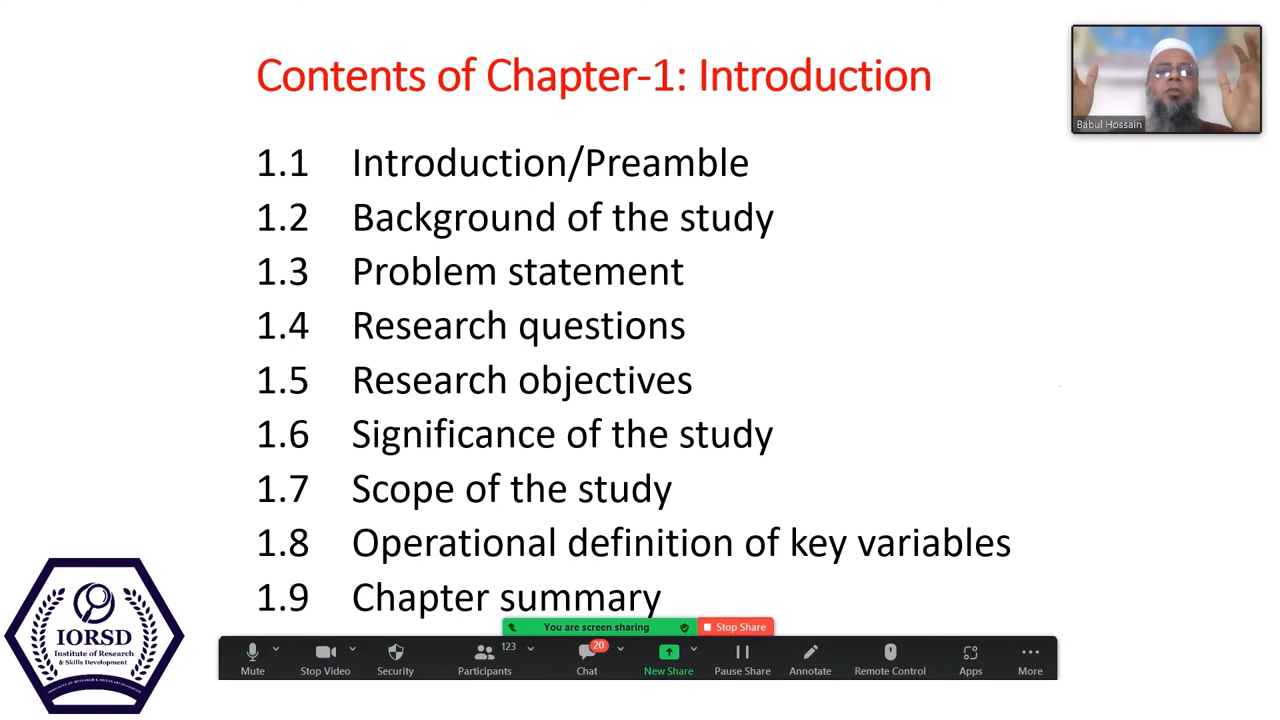 Contents of Chapter-1: Introduction
Babul Hossain
1.1 Introduction/Preamble
1.2 Background of the study
1.3 Problem statement
1.4 Research questions
1.5 Research objectives
1.6 Significance of the study
1.7 Scope of the study
1.8 Operational definition of key variables
1.9 Chapter summary
IORSD
Institute of Research
& Skills Development
You are screen sharing
Stop Share
123
20
Mute
Stop Video
Security
Participants
Chat
New Share
Pause Share
Annotate
Remote Control
Apps
More